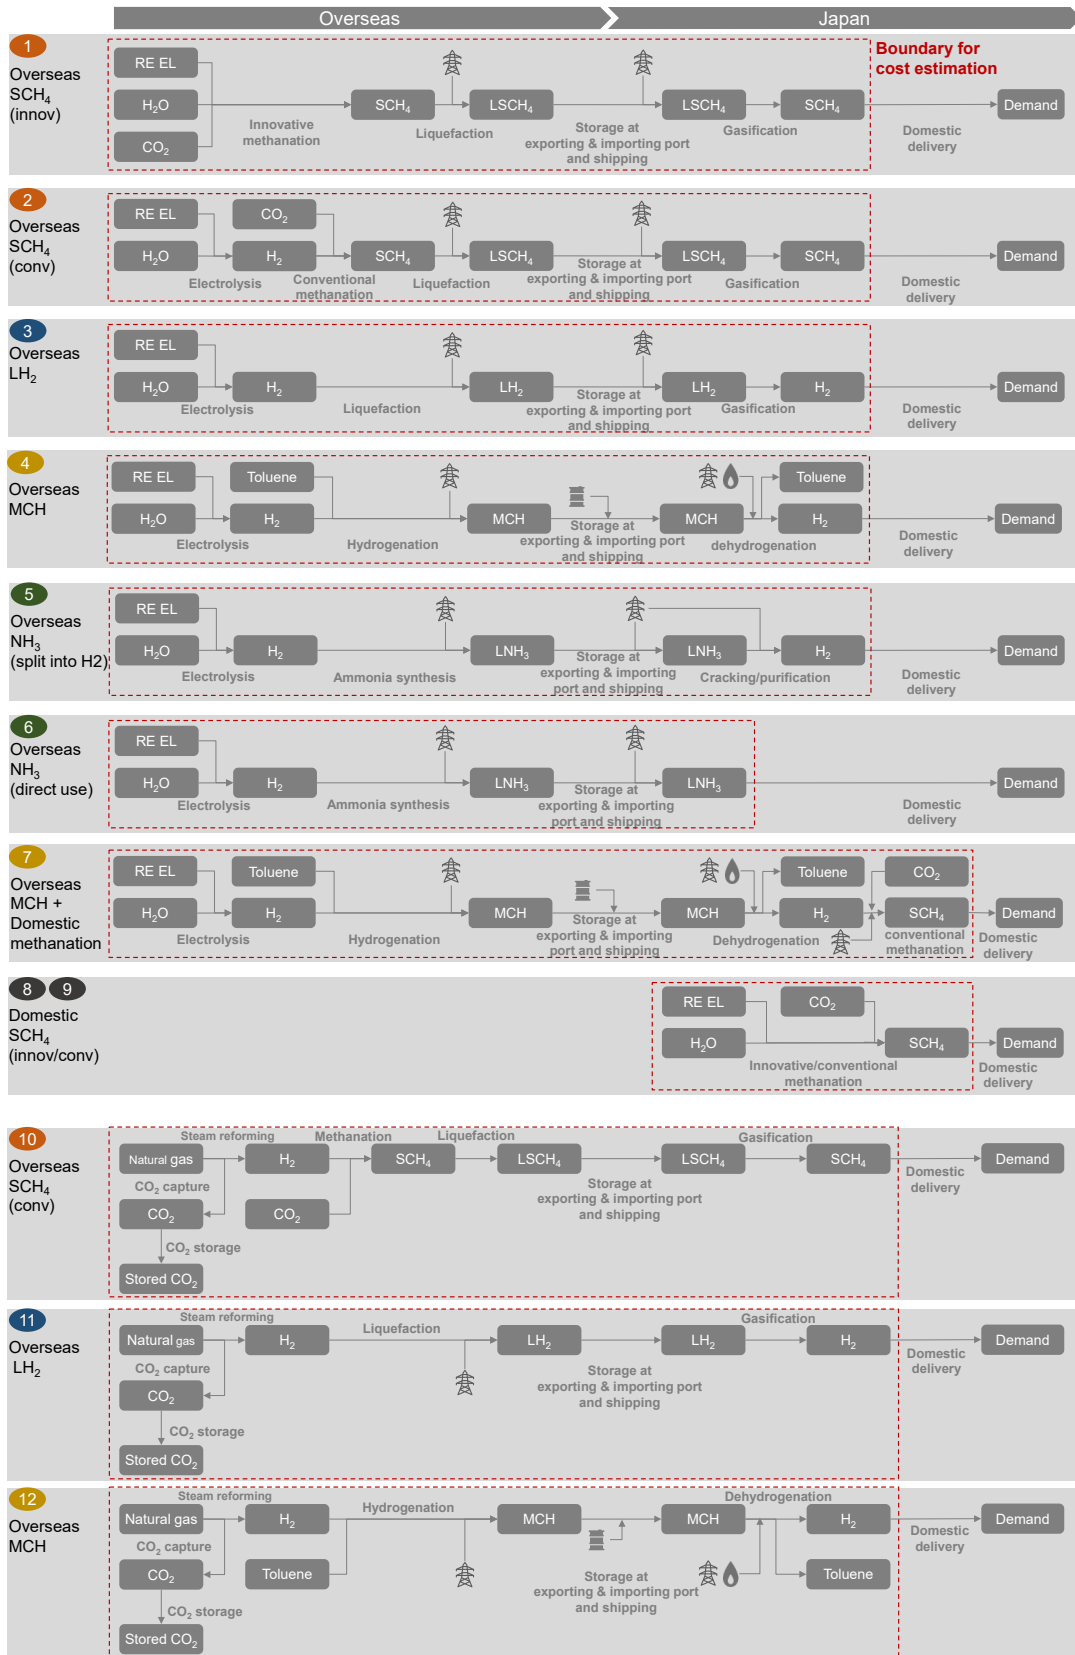 Overseas
Japan
1
Overseas
SCH4
(innov)
RE EL
H2O
CO2
Innovative
methanation
SCH4
Liquefaction
LSCH4
Storage at
exporting & importing port
and shipping
LSCH4
Gasification
SCH4
Boundary for
cost estimation
Domestic
delivery
Demand
2
Overseas
SCH4
(conv)
RE EL
CO2
H2O
Electrolysis
H2
Conventional
methanation
SCH4
Liquefaction
LSCH4
Storage at
exporting & importing port
and shipping
LSCH4
Gasification
SCH4
Domestic
delivery
Demand
3
Overseas
LH2
RE EL
H2O
Electrolysis
H2
Liquefaction
LH2
Storage at
exporting & importing port
and shipping
LH2
Gasification
H2
Domestic
delivery
Demand
4
Overseas
MCH
RE EL
Toluene
H2O
Electrolysis
H2
Hydrogenation
MCH
Storage at
exporting & importing port
and shipping
MCH
dehydrogenation
Toluene
H2
Domestic
delivery
Demand
5
Overseas
NH3
(split into H2)
RE EL
H2O
Electrolysis
H2
Ammonia synthesis
LNH3
Storage at
exporting & importing
port and shipping
LNH3
Cracking/purification
H2
Domestic
delivery
Demand
6
Overseas
NH3
(direct use)
RE EL
H2O
Electrolysis
H2
Ammonia synthesis
LNH3
Storage at
exporting & importing
port and shipping
LNH3
Domestic
delivery
Demand
7
Overseas
MCH +
Domestic
methanation
RE EL
Toluene
H2O
Electrolysis
H2
Hydrogenation
MCH
Storage at
exporting & importing
port and shipping
MCH
Dehydrogenation
Toluene
H2
CO2
SCH4
conventional
methanation
Domestic
delivery
Demand
8 9
Domestic
SCH4
(innov/conv)
RE EL
CO2
H2O
Innovative/conventional
methanation
SCH4
Domestic
delivery
Demand
10
Overseas
SCH4
(conv)
Steam reforming
Methanation
Liquefaction
Gasification
Natural gas
H2
SCH4
LSCH4
LSCH4
SCH4
Demand
CO2 capture
CO2
CO2
Storage at
exporting & importing port
and shipping
Domestic
delivery
CO2 storage
Stored CO2
11
Overseas
LH2
Steam reforming
Liquefaction
Gasification
Natural gas
H2
LH2
LH2
H2
Demand
CO2 capture
CO2
Storage at
exporting & importing port
and shipping
Domestic
delivery
CO2 storage
Stored CO2
12
Overseas
MCH
Steam reforming
Hydrogenation
Dehydrogenation
Natural gas
H2
MCH
MCH
H2
Demand
CO2 capture
CO2
Toluene
Storage at
exporting & importing port
and shipping
Toluene
Domestic
delivery
CO2 storage
Stored CO2